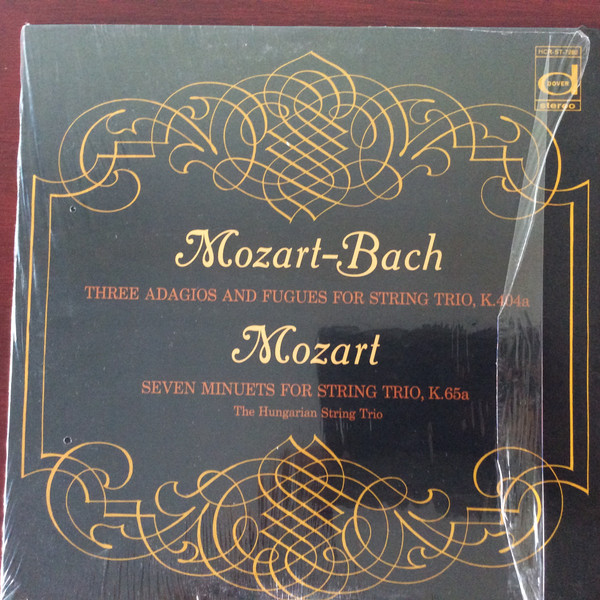 DOVER
stereo
Mozart-Bach
THREE ADAGIOS AND FUGUES FOR STRING TRIO, K.404a
Mozart
SEVEN MINUETS FOR STRING TRIO, K.65a
The Hungarian String Trio